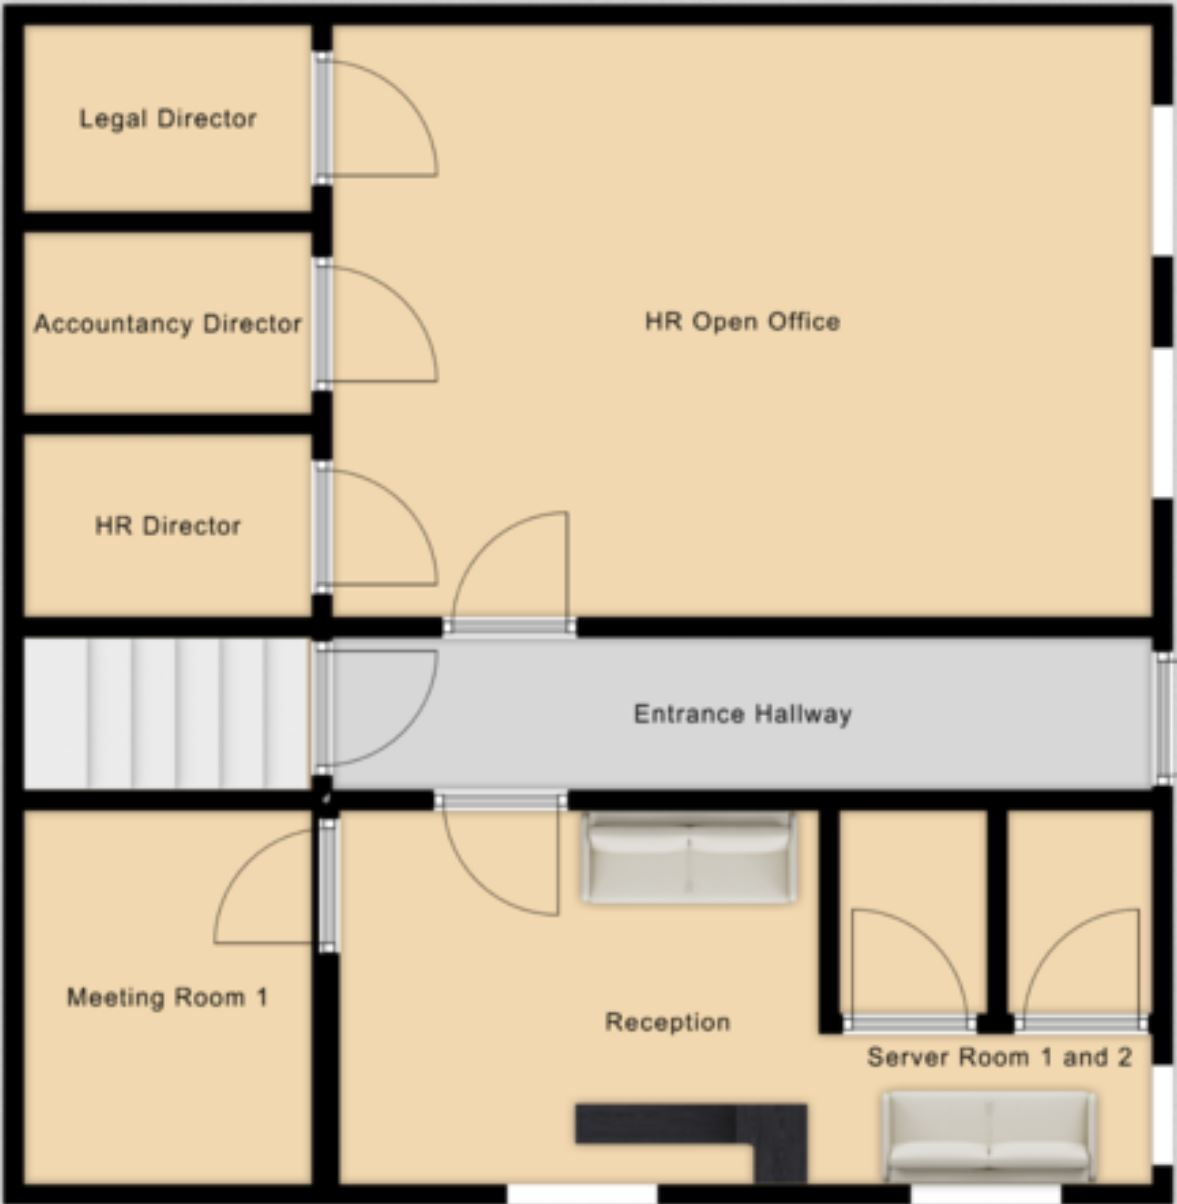 Legal Director
Accountancy Director
HR Open Office
HR Director
Entrance Hallway
Meeting Room 1
Reception
Server Room 1 and 2